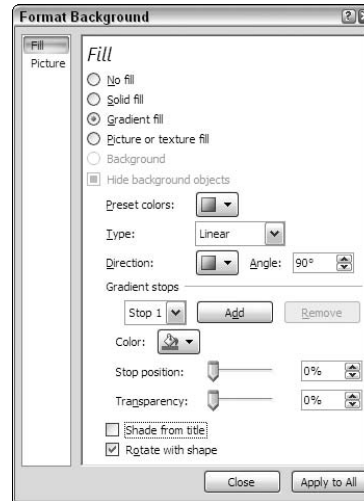 Format Background
Fill
Picture
Fill
No fill
Solid fill
Gradient fill
Picture or texture fill
Background
Hide background objects
Preset colors:
Type: Linear
Direction: Angle: 90°
Gradient stops
Stop 1 Add Remove
Color:
Stop position: 0%
Transparency: 0%
Shade from title
Rotate with shape
Close Apply to All